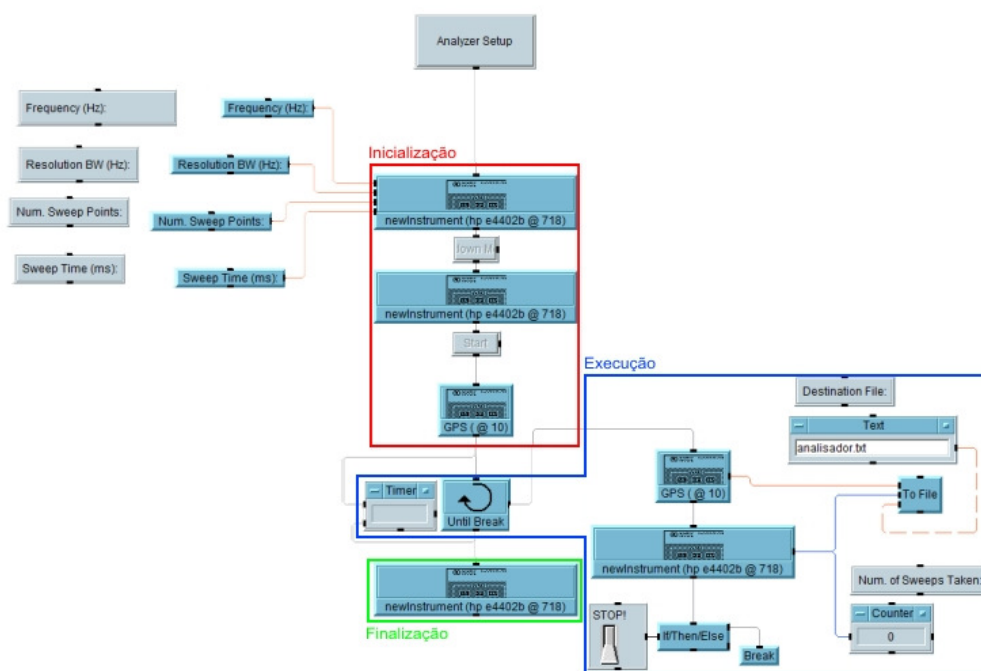 Analyzer Setup
Frequency (Hz):
Frequency (Hz):
Resolution BW (Hz):
Resolution BW (Hz):
Num. Sweep Points:
Num. Sweep Points:
Sweep Time (ms):
Sweep Time (ms):
Inicialização
newInstrument (hp e4402b @ 718)
lown M
newInstrument (hp e4402b @ 718)
Start
GPS ( @ 10)
Execução
Destination File:
Text
analisador.txt
To File
GPS ( @ 10)
Timer
Until Break
newInstrument (hp e4402b @ 718)
newInstrument (hp e4402b @ 718)
Finalização
Num. of Sweeps Taken:
Counter
0
STOP!
If/Then/Else
Break